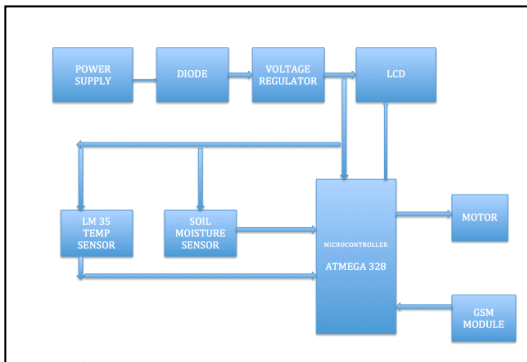 POWER
SUPPLY
DIODE
VOLTAGE
REGULATOR
LCD
LM 35
TEMP
SENSOR
SOIL
MOISTURE
SENSOR
MICROCONTROLLER
ATMEGA 328
MOTOR
GSM
MODULE